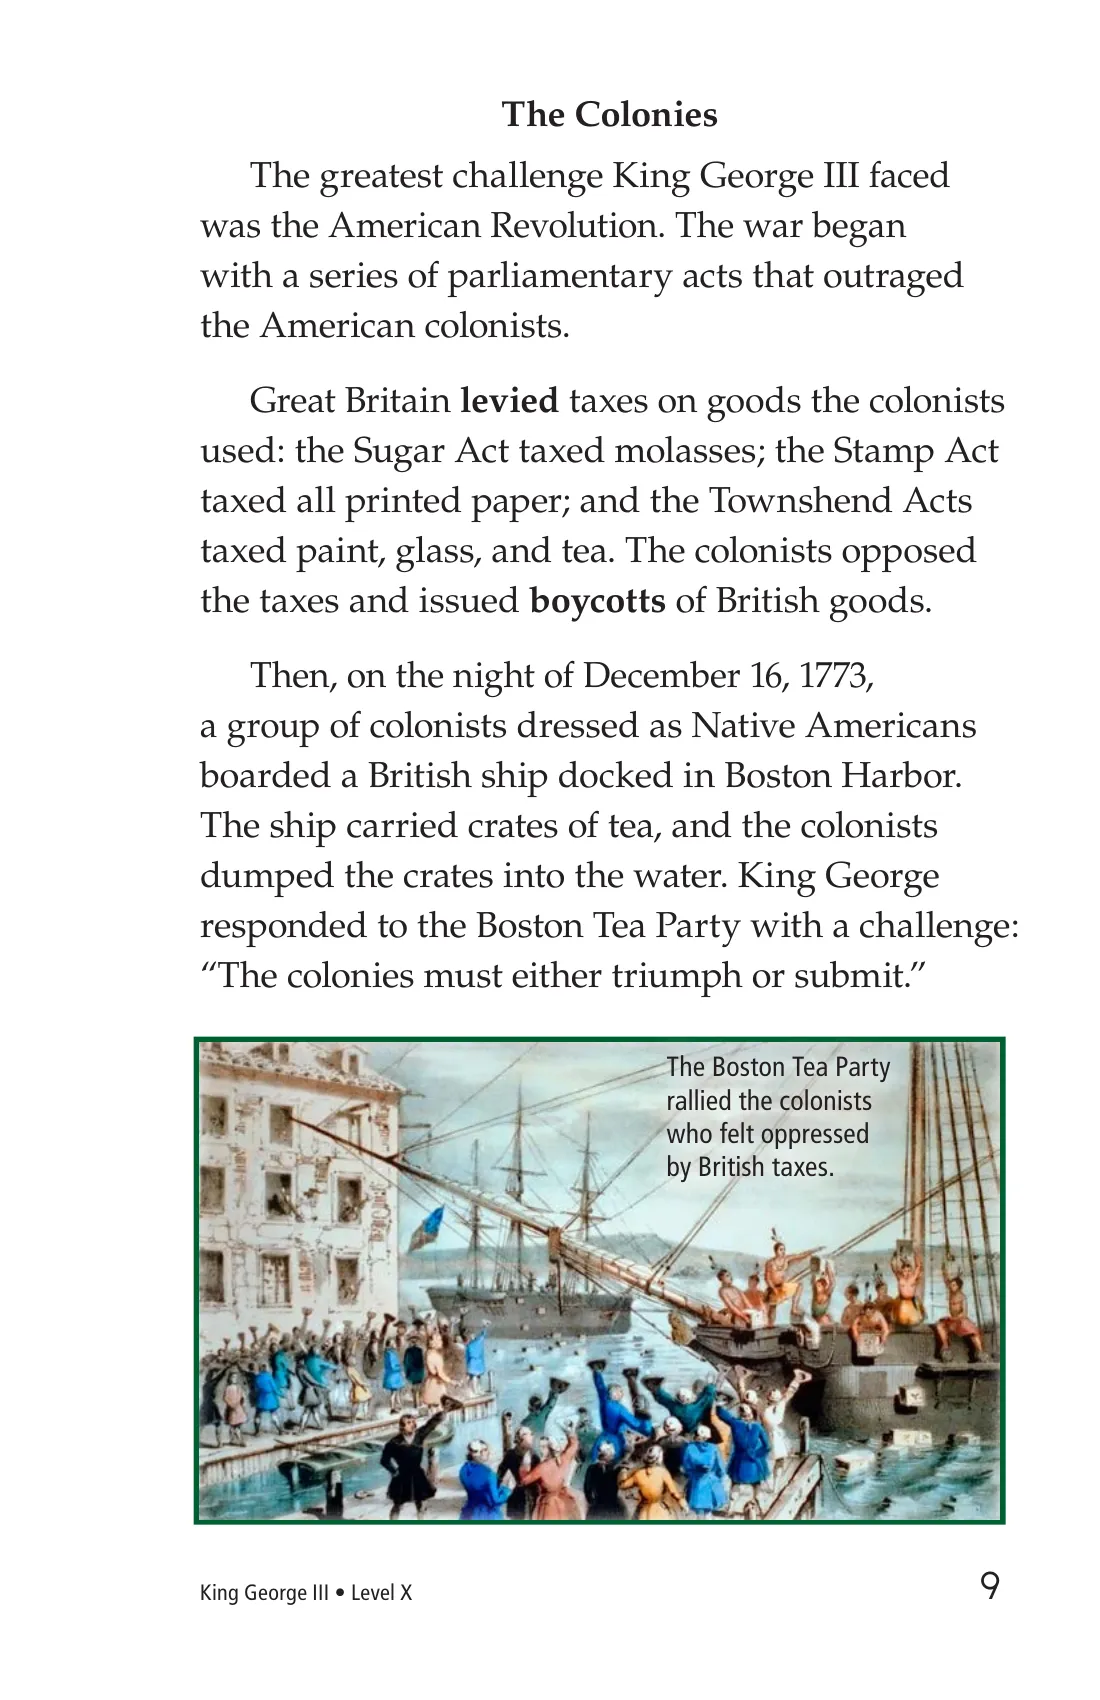 The Colonies
The greatest challenge King George III faced
was the American Revolution. The war began
with a series of parliamentary acts that outraged
the American colonists.
Great Britain levied taxes on goods the colonists
used: the Sugar Act taxed molasses; the Stamp Act
taxed all printed paper; and the Townshend Acts
taxed paint, glass, and tea. The colonists opposed
the taxes and issued boycotts of British goods.
Then, on the night of December 16, 1773,
a group of colonists dressed as Native Americans
boarded a British ship docked in Boston Harbor.
The ship carried crates of tea, and the colonists
dumped the crates into the water. King George
responded to the Boston Tea Party with a challenge:
“The colonies must either triumph or submit.”
The Boston Tea Party
rallied the colonists
who felt oppressed
by British taxes.
King George III • Level X
9